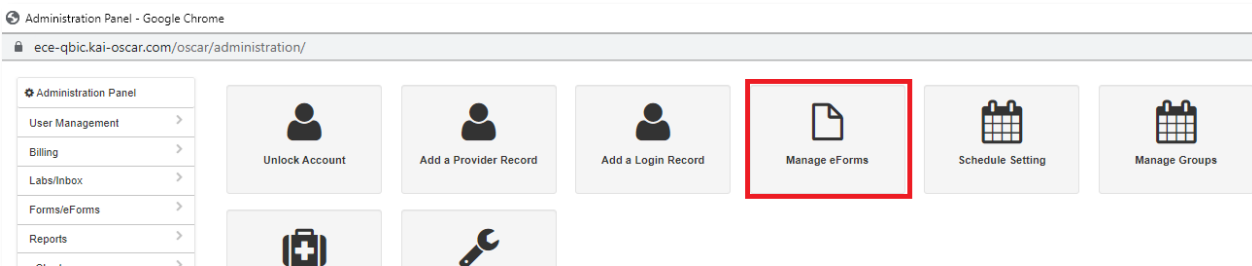 Administration Panel - Google Chrome
ece-qbic.kai-oscar.com/oscar/administration/
Administration Panel
User Management
Billing
Labs/Inbox
Forms/eForms
Reports
Unlock Account
Add a Provider Record
Add a Login Record
Manage eForms
Schedule Setting
Manage Groups